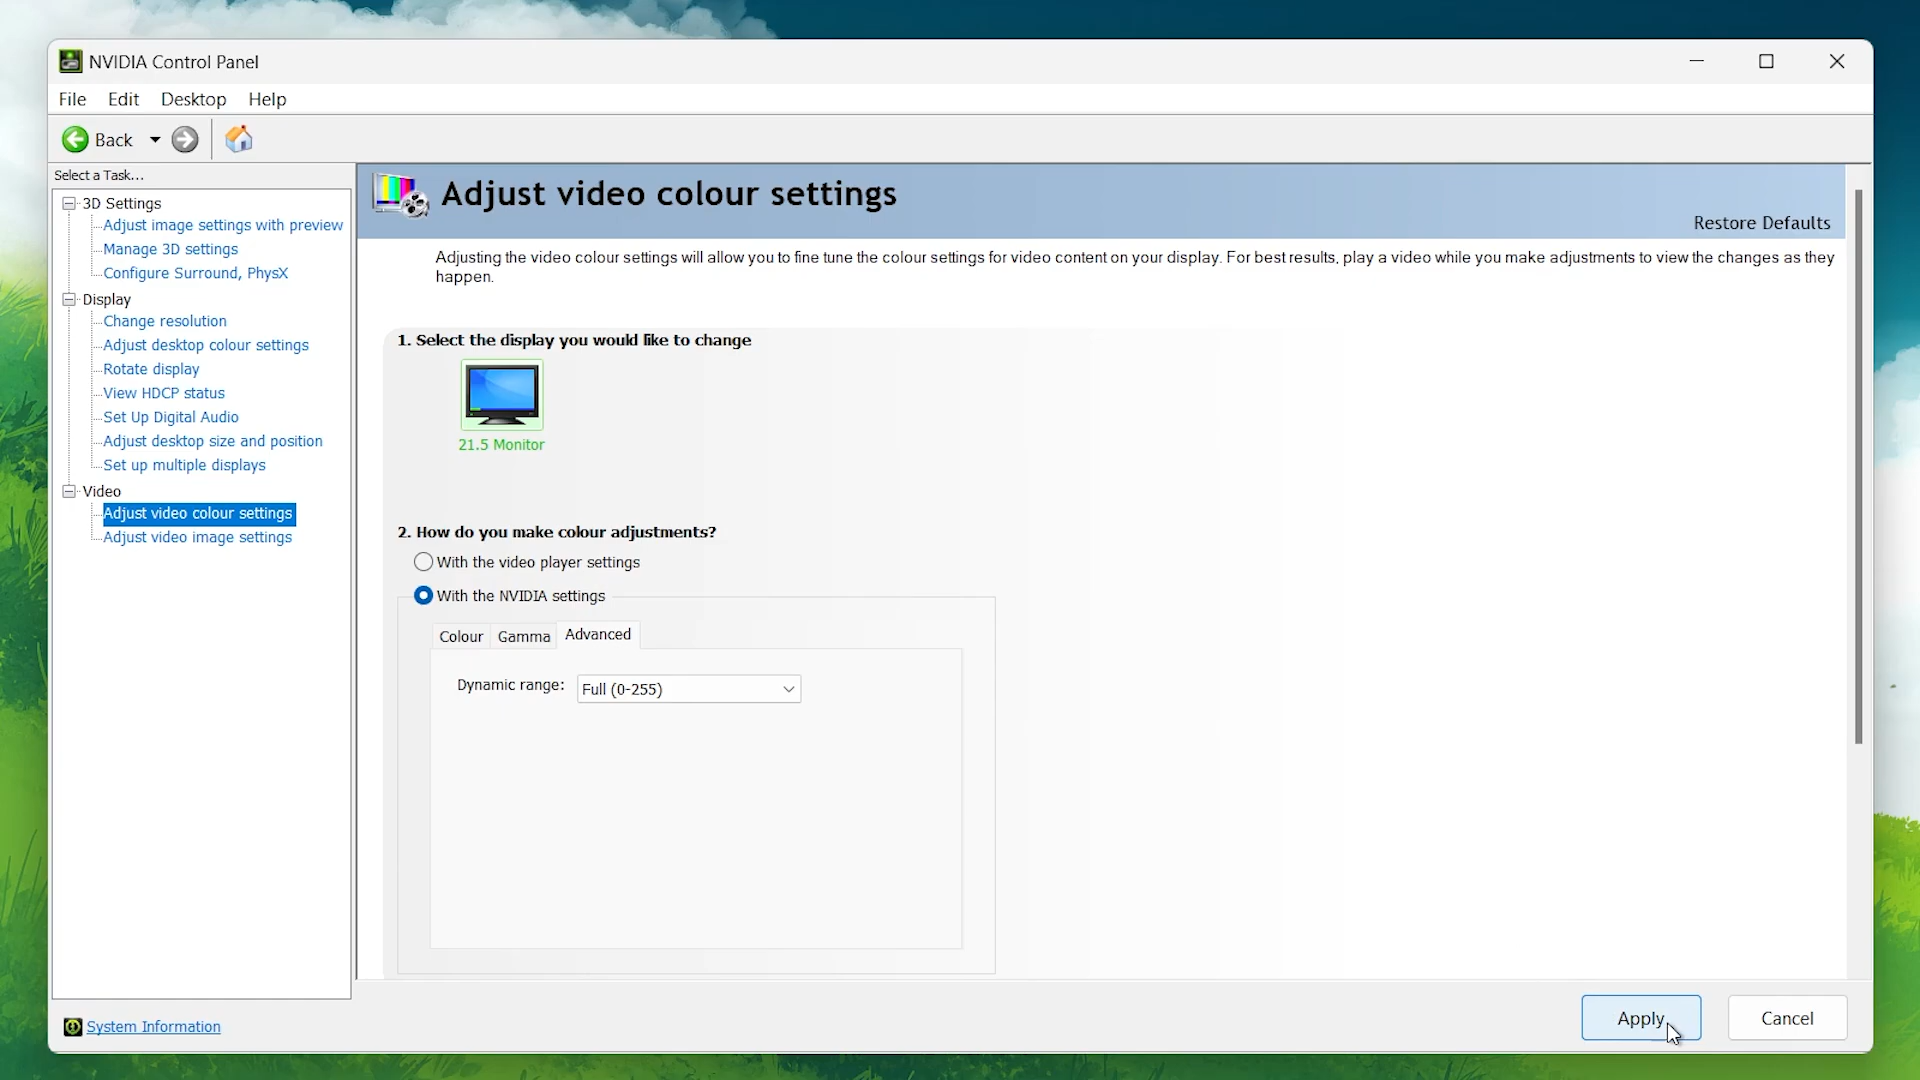 NVIDIA Control Panel
File Edit Desktop Help
Back
Select a Task...
3D Settings
Adjust image settings with preview
Manage 3D settings
Configure Surround, PhysX
Display
Change resolution
Adjust desktop colour settings
Rotate display
View HDCP status
Set Up Digital Audio
Adjust desktop size and position
Set up multiple displays
Video
Adjust video colour settings
Adjust video image settings
System Information
Adjust video colour settings
Restore Defaults
Adjusting the video colour settings will allow you to fine tune the colour settings for video content on your display. For best results, play a video while you make adjustments to view the changes as they
happen.
1. Select the display you would like to change
21.5 Monitor
2. How do you make colour adjustments?
With the video player settings
With the NVIDIA settings
Colour Gamma Advanced
Dynamic range: Full (0-255)
Apply Cancel